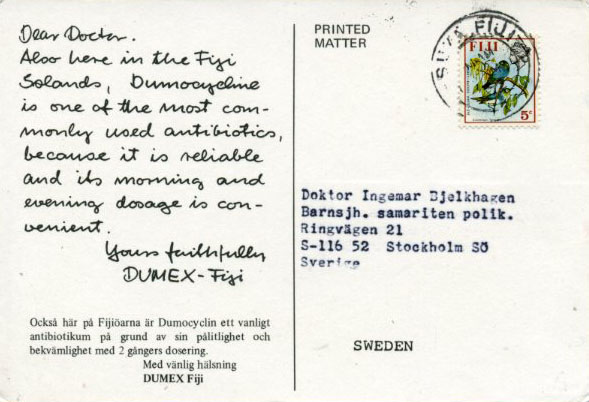 Dear Doctor.
Also here in the Fiji
Solands, Dumocycline
is one of the most com-
monly used antibiotics,
because it is reliable
and its morning and
evening dosage is con-
venient.
Yours faithfully
DUMEX-Fiji
Också här på Fijiöarna är Dumocyclin ett vanligt
antibiotikum på grund av sin pålitlighet och
bekvämlighet med 2 gångers dosering.
Med vänlig hälsning
DUMEX Fiji
PRINTED
MATTER
SUVA FIJI
FIJI
5c
Doktor Ingemar Bjelkhagen
Barnsjh. samariten polik.
Ringvägen 21
S-116 52 Stockholm SÖ
Sverige
SWEDEN